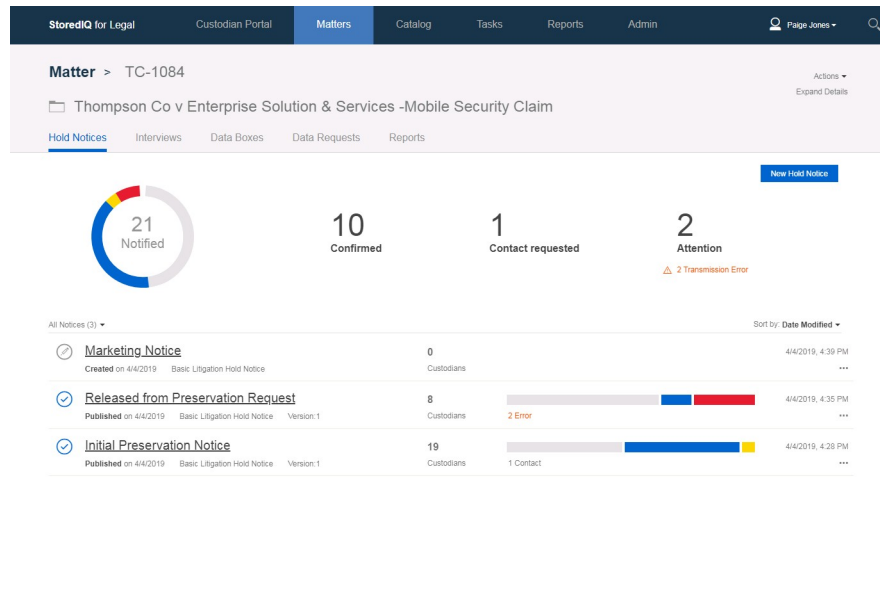 StoredIQ for Legal Custodian Portal Matters Catalog Tasks Reports Admin Paige Jones
Matter > TC-1084
Actions
Expand Details
Thompson Co v Enterprise Solution & Services -Mobile Security Claim
Hold Notices Interviews Data Boxes Data Requests Reports
New Hold Notice
21
Notified
10
Confirmed
1
Contact requested
2
Attention
2 Transmission Error
All Notices (3) Sort by: Date Modified
Marketing Notice 0 4/4/2019, 4:39 PM
Created on 4/4/2019 Basic Litigation Hold Notice Custodians
Released from Preservation Request 8 4/4/2019, 4:35 PM
Published on 4/4/2019 Basic Litigation Hold Notice Version:1 Custodians 2 Error
Initial Preservation Notice 19 4/4/2019, 4:28 PM
Published on 4/4/2019 Basic Litigation Hold Notice Version:1 Custodians 1 Contact